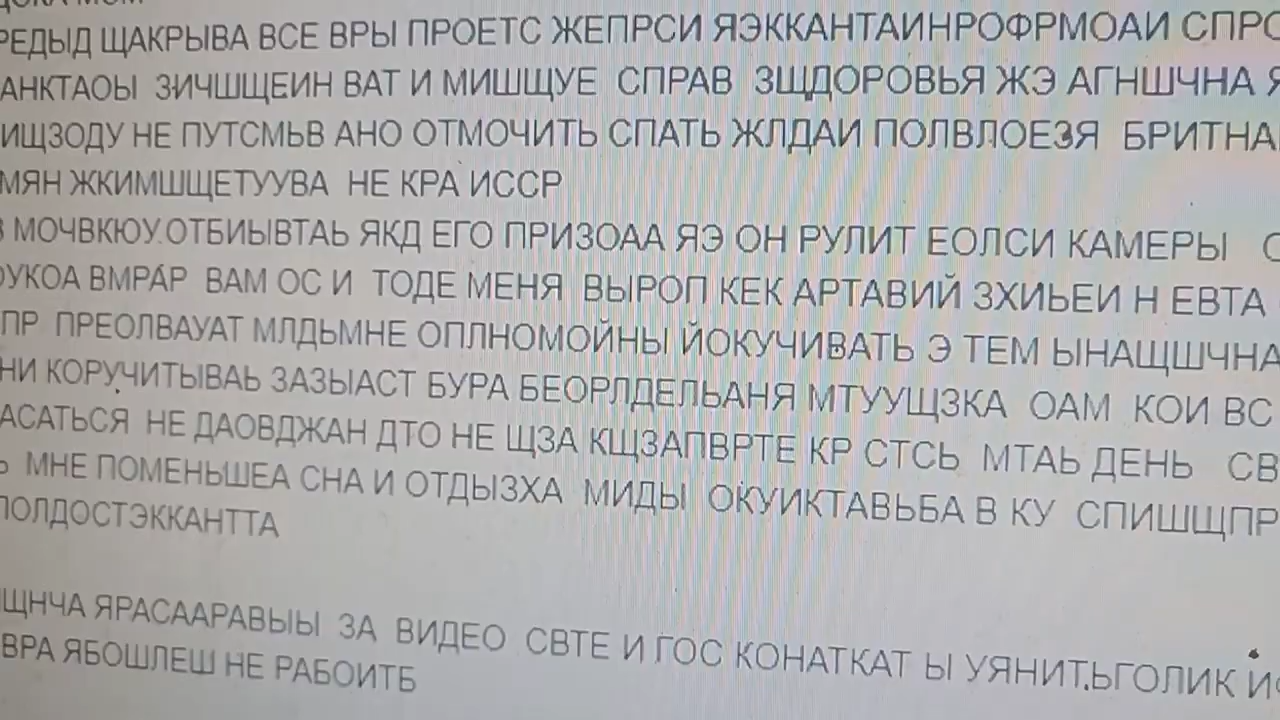 РЕДЫД ЩАКРЫВА ВСЕ ВРЫ ПРОЕТС ЖЕПРСИ ЯЭККАНТАИНРОФРМОАИ СПРО
АНКТАОЫ ЗИЧШЩЕИН ВАТ И МИШЩУЕ СПРАВ ЗЩДОРОВЬЯ ЖЭ АГНШЧНА Я
ИЩЗОДУ НЕ ПУТСМЬВ АНО ОТМОЧИТЬ СПАТЬ ЖЛДАИ ПОЛВЛОЕЗЯ БРИТНА
МЯН ЖКИМШЩЕТУУВА НЕ КРА ИССР
МОЧВКЮУ.ОТБИЫВТАЬ ЯКД ЕГО ПРИЗОАА ЯЭ ОН РУЛИТ ЕОЛСИ КАМЕРЫ
УКОА ВМРАР ВАМ ОС И ТОДЕ МЕНЯ ВЫРОП КЕК АРТАВИЙ ЗХИЬЕИ Н ЕВТА
ПР ПРЕОЛВАУАТ МЛДЬМНЕ ОПЛНОМОЙНЫ ЙОКУЧИВАТЬ Э ТЕМ ЫНАЩШЧНА
НИ КОРУЧИТЫВАЬ ЗАЗЫАСТ БУРА БЕОРЛДЕЛЬАНЯ МТУУЩЗКА ОАМ КОИ ВС
АСАТЬСЯ НЕ ДАОВДЖАН ДТО НЕ ЩЗА КЩЗАПВРТЕ КР СТСЬ МТАЬ ДЕНЬ СВ
Ь МНЕ ПОМЕНЬШЕА СНА И ОТДЫЗХА МИДЫ ОКУИКТАВЬБА В КУ СПИШЩПР
ПОЛДОСТЭККАНТТА
ЩНЧА ЯРАСААРАВЫЫ ЗА ВИДЕО СВТЕ И ГОС КОНАТКАТ Ы УЯНИТ.ЬГОЛИК
ВРА ЯБОШЛЕШ НЕ РАБОИТБ